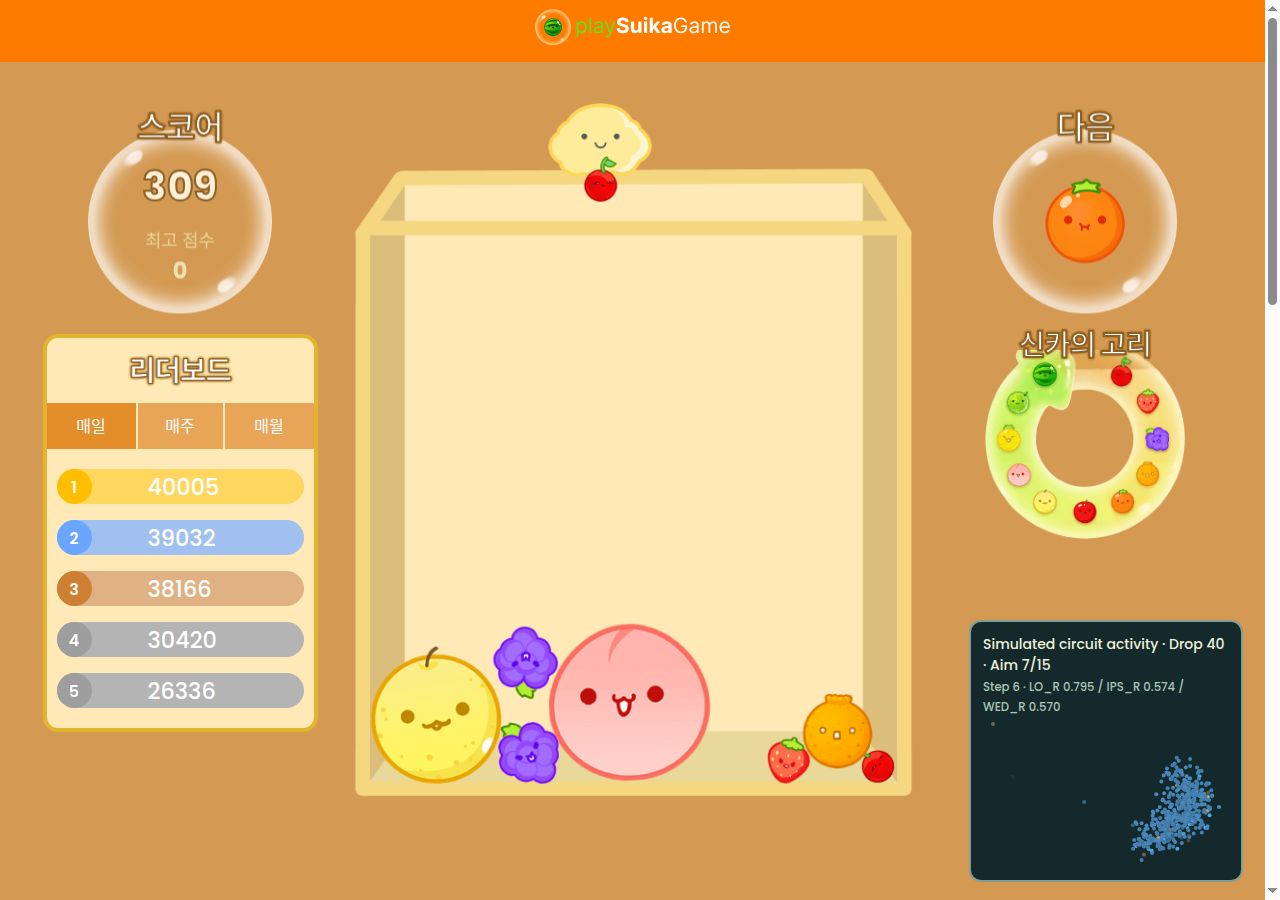 playSuikaGame
스코어
309
최고 점수
0
리더보드
매일
매주
매월
1 40005
2 39032
3 38166
4 30420
5 26336
다음
신카의 고리
Simulated circuit activity · Drop 40
· Aim 7/15
Step 6 · LO_R 0.795 / IPS_R 0.574 /
WED_R 0.570